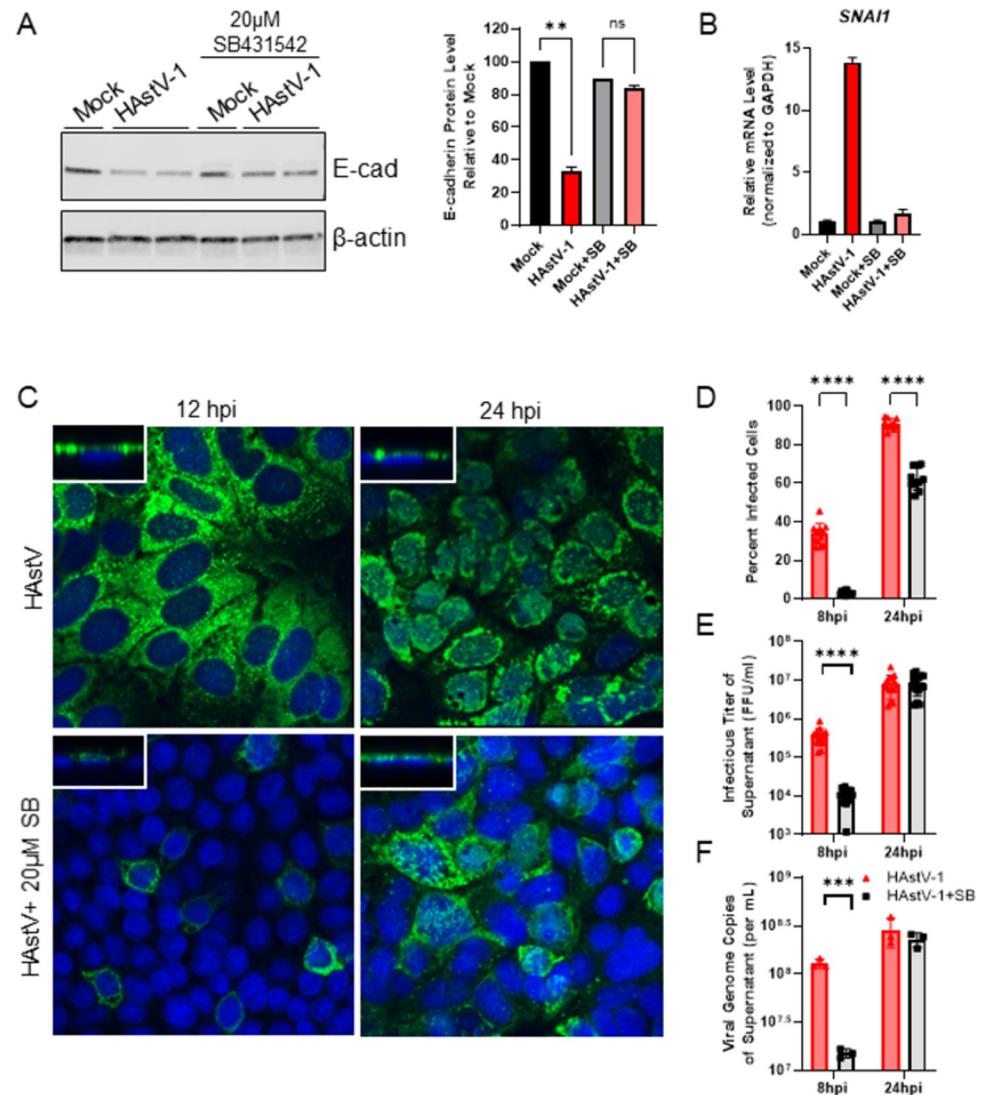 A
20µM
SB431542
Mock
HAstV-1
Mock
HAstV-1
E-cad
β-actin
E-cadherin Protein Level
Relative to Mock
120
100
80
60
40
20
0
**
ns
Mock
HAstV-1
Mock+SB
HAstV-1+SB
B
SNAI1
Relative mRNA Level
(normalized to GAPDH)
15
10
5
0
Mock
HAstV-1
Mock+SB
HAstV-1+SB
C
12 hpi
24 hpi
HAstV
HAstV+ 20µM SB
D
**** ****
Percent Infected Cells
100
80
60
40
20
0
8hpi 24hpi
E
****
Infectious Titer of
Supernatant (FFU/ml)
10⁸
10⁷
10⁶
10⁵
10⁴
10³
8hpi 24hpi
F
***
HAstV-1
HAstV-1+SB
Viral Genome Copies
of Supernatant (per mL)
10⁹
10⁸·⁵
10⁸
10⁷·⁵
10⁷
8hpi 24hpi